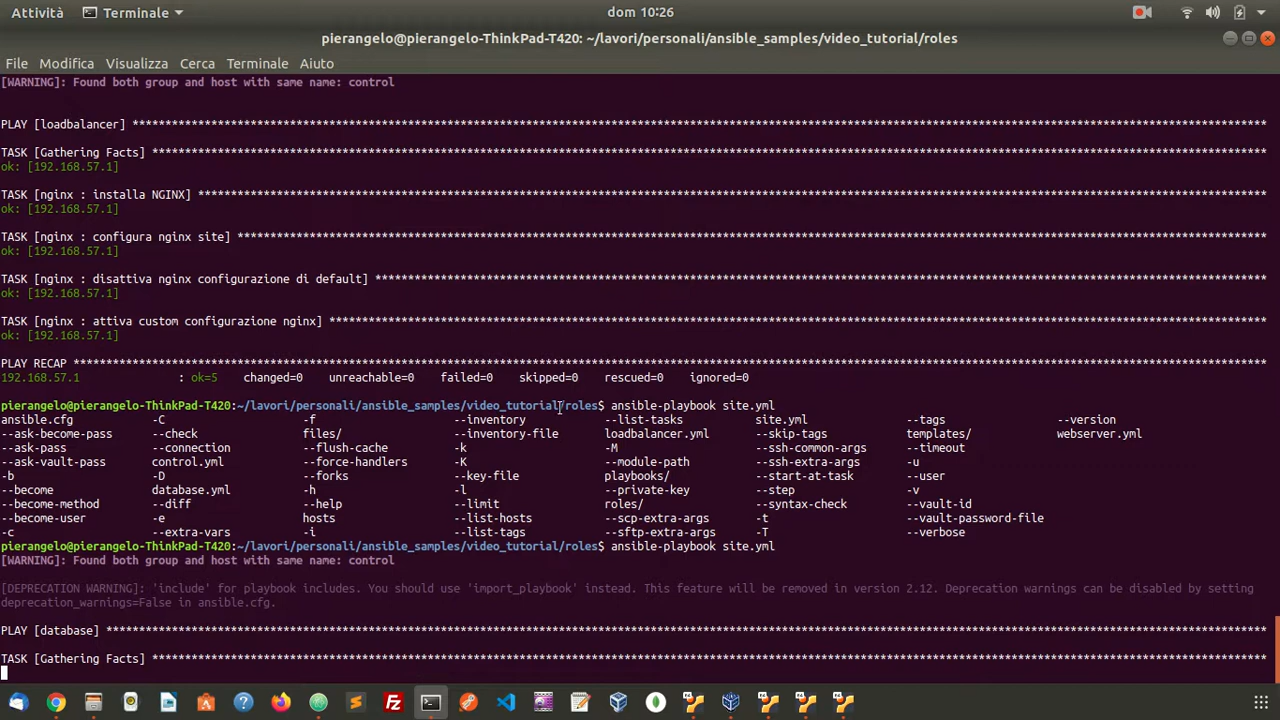 Attività Terminale dom 10:26
pierangelo@pierangelo-ThinkPad-T420: ~/lavori/personali/ansible_samples/video_tutorial/roles
File Modifica Visualizza Cerca Terminale Aiuto
[WARNING]: Found both group and host with same name: control
PLAY [loadbalancer] ****************************************************************************************************
TASK [Gathering Facts] ****************************************************************************************************
ok: [192.168.57.1]
TASK [nginx : installa NGINX] ****************************************************************************************************
ok: [192.168.57.1]
TASK [nginx : configura nginx site] ****************************************************************************************************
ok: [192.168.57.1]
TASK [nginx : disattiva nginx configurazione di default] ****************************************************************************************************
ok: [192.168.57.1]
TASK [nginx : attiva custom configurazione nginx] ****************************************************************************************************
ok: [192.168.57.1]
PLAY RECAP ****************************************************************************************************
192.168.57.1 : ok=5 changed=0 unreachable=0 failed=0 skipped=0 rescued=0 ignored=0
pierangelo@pierangelo-ThinkPad-T420:~/lavori/personali/ansible_samples/video_tutorial/roles$ ansible-playbook site.yml
ansible.cfg -C -f --inventory --list-tasks site.yml --tags --version
--ask-become-pass --check files/ --inventory-file loadbalancer.yml --skip-tags templates/ webserver.yml
--ask-pass --connection --flush-cache -k -M --ssh-common-args --timeout
--ask-vault-pass control.yml --force-handlers -K --module-path --ssh-extra-args -u
-b -D --forks --key-file playbooks/ --start-at-task --user
--become database.yml -h -l --private-key --step -v
--become-method --diff --help --limit roles/ --syntax-check --vault-id
--become-user -e hosts --list-hosts --scp-extra-args -t --vault-password-file
-c --extra-vars -i --list-tags --sftp-extra-args -T --verbose
pierangelo@pierangelo-ThinkPad-T420:~/lavori/personali/ansible_samples/video_tutorial/roles$ ansible-playbook site.yml
[WARNING]: Found both group and host with same name: control
[DEPRECATION WARNING]: 'include' for playbook includes. You should use 'import_playbook' instead. This feature will be removed in version 2.12. Deprecation warnings can be disabled by setting
deprecation_warnings=False in ansible.cfg.
PLAY [database] ****************************************************************************************************
TASK [Gathering Facts] ****************************************************************************************************